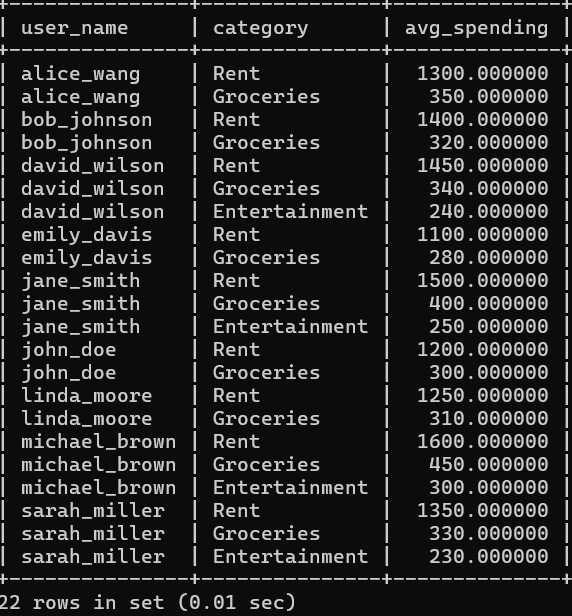 | user_name | category | avg_spending |
| alice_wang | Rent | 1300.000000 |
| alice_wang | Groceries | 350.000000 |
| bob_johnson | Rent | 1400.000000 |
| bob_johnson | Groceries | 320.000000 |
| david_wilson | Rent | 1450.000000 |
| david_wilson | Groceries | 340.000000 |
| david_wilson | Entertainment | 240.000000 |
| emily_davis | Rent | 1100.000000 |
| emily_davis | Groceries | 280.000000 |
| jane_smith | Rent | 1500.000000 |
| jane_smith | Groceries | 400.000000 |
| jane_smith | Entertainment | 250.000000 |
| john_doe | Rent | 1200.000000 |
| john_doe | Groceries | 300.000000 |
| linda_moore | Rent | 1250.000000 |
| linda_moore | Groceries | 310.000000 |
| michael_brown | Rent | 1600.000000 |
| michael_brown | Groceries | 450.000000 |
| michael_brown | Entertainment | 300.000000 |
| sarah_miller | Rent | 1350.000000 |
| sarah_miller | Groceries | 330.000000 |
| sarah_miller | Entertainment | 230.000000 |
22 rows in set (0.01 sec)